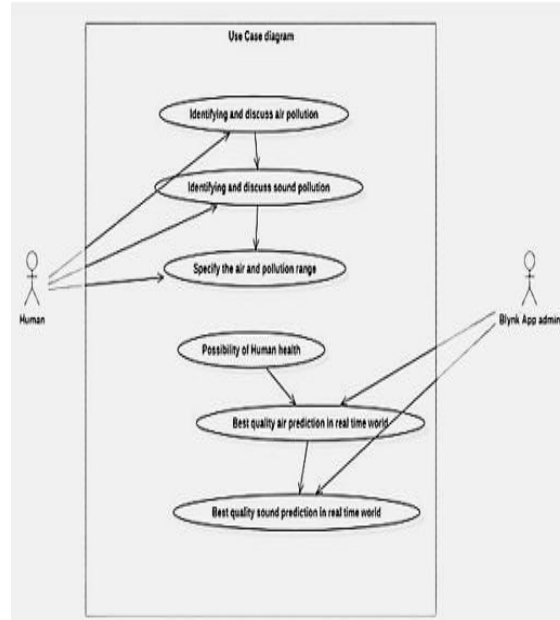 Use Case diagram
Identifying and discuss air pollution
Identifying and discuss sound pollution
Specify the air and pollution range
Human
Blynk App admin
Possibility of Human health
Best quality air prediction in real time world
Best quality sound prediction in real time world